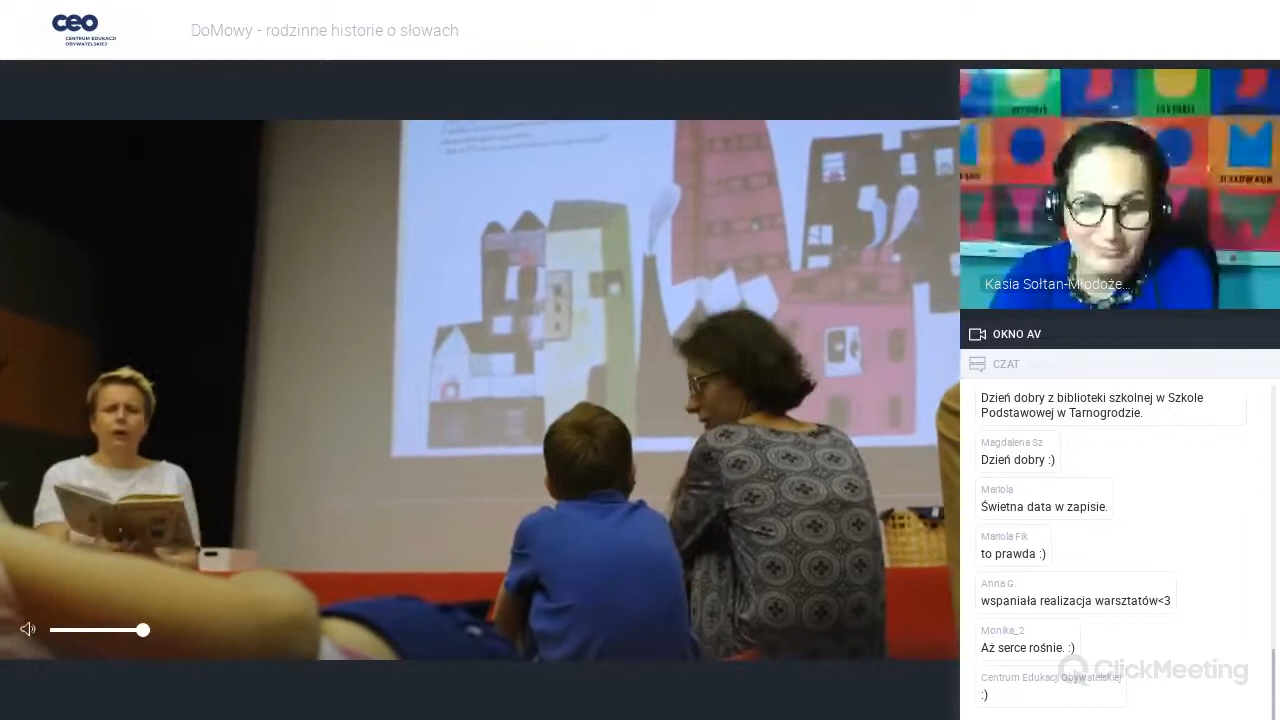 ceo
CENTRUM EDUKACJI
OBYWATELSKIEJ
DoMowy - rodzinne historie o słowach
Kasia Sołtan-Młodoże...
OKNO AV
CZAT
Dzień dobry z biblioteki szkolnej w Szkole
Podstawowej w Tarnogrodzie.
Magdalena Sz
Dzień dobry :)
Mariola
Świetna data w zapisie.
Mariola Fik
to prawda :)
Anna G.
wspaniała realizacja warsztatów<3
Monika_2
Aż serce rośnie. :)
Centrum Edukacji Obywatelskiej
:)
ClickMeeting